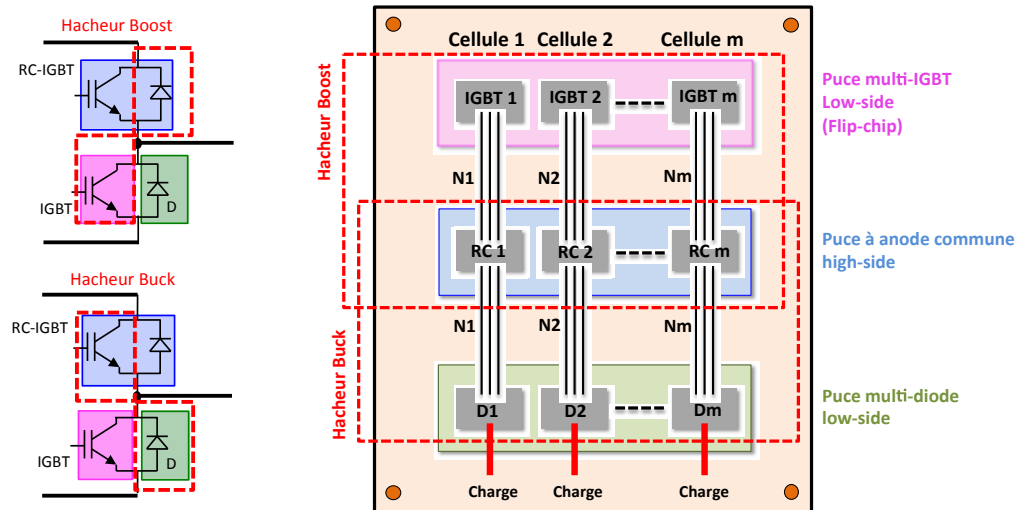 Hacheur Boost
RC-IGBT
IGBT
D
Hacheur Buck
RC-IGBT
IGBT
D
Cellule 1
Cellule 2
Cellule m
Hacheur Boost
IGBT 1
IGBT 2
IGBT m
N1
N2
Nm
RC 1
RC 2
RC m
Hacheur Buck
N1
N2
Nm
D1
D2
Dm
Charge
Charge
Charge
Puce multi-IGBT
Low-side
(Flip-chip)
Puce à anode commune
high-side
Puce multi-diode
low-side